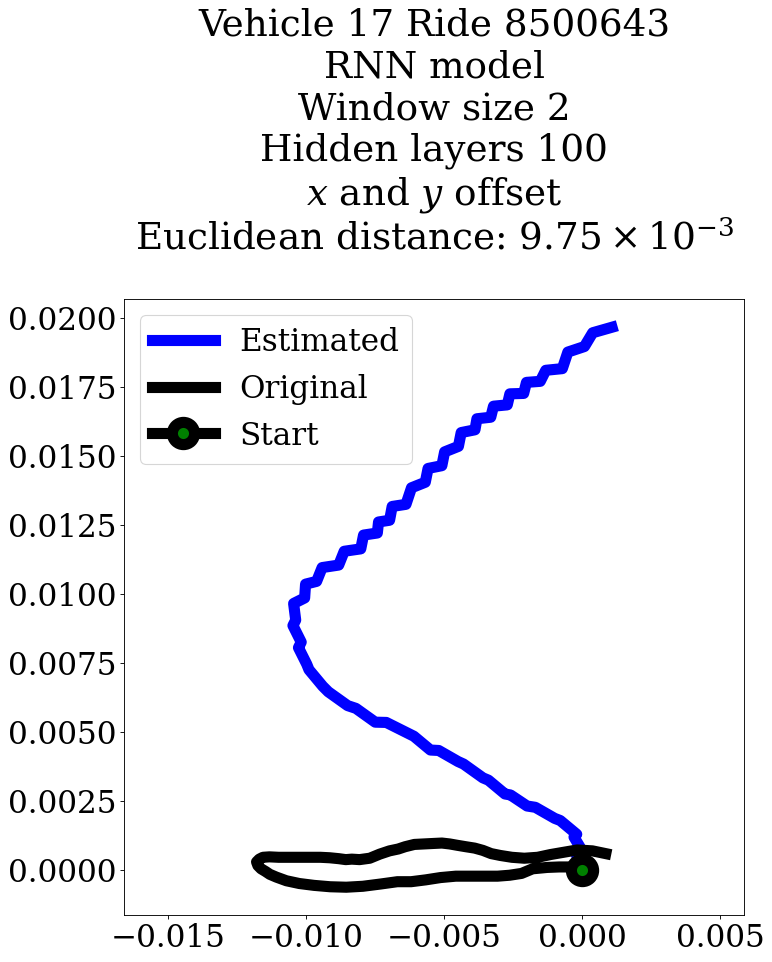 Vehicle 17 Ride 8500643
RNN model
Window size 2
Hidden layers 100
x and y offset
Euclidean distance: 9.75 × 10⁻³
Estimated
Original
Start
0.0200
0.0175
0.0150
0.0125
0.0100
0.0075
0.0050
0.0025
0.0000
−0.015 −0.010 −0.005 0.000 0.005